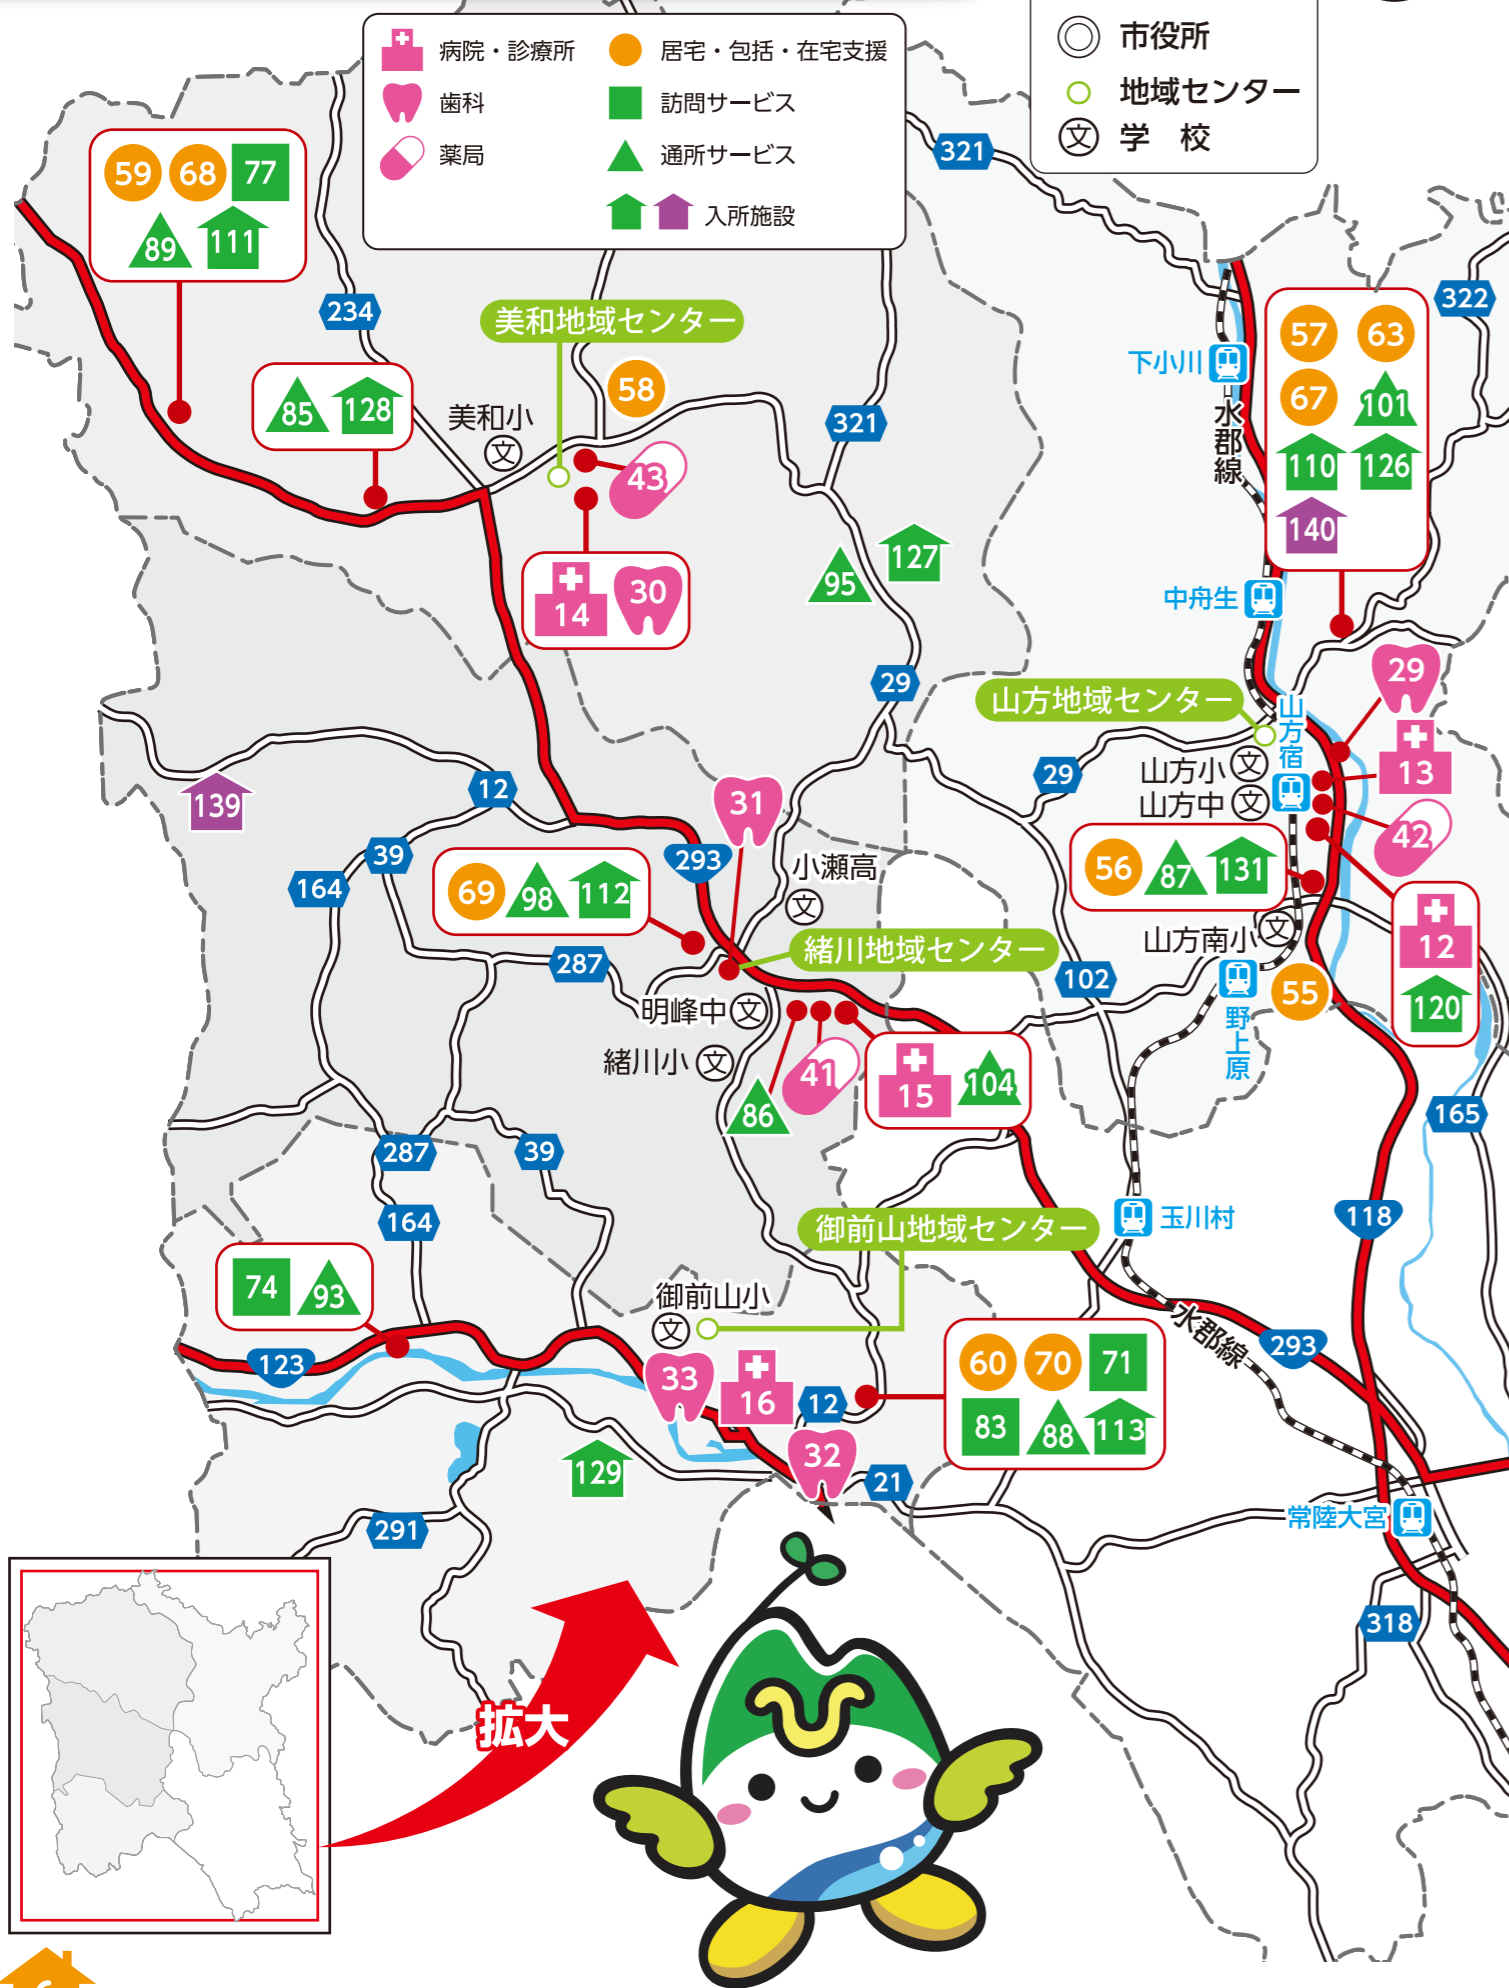 病院・診療所
居宅・包括・在宅支援
歯科
訪問サービス
薬局
通所サービス
入所施設
市役所
地域センター
文 学　校
321
59 68 77
89 111
234
美和地域センター
322
57 63
67 101
110 126
140
下小川
水郡線
85 128
美和小
文
58
321
43
14 30
95 127
中舟生
29
29
山方地域センター
山方宿
13
山方小 文
山方中 文
29
42
139
12
31
39
293
小瀬高
文
164
69 98 112
56 87 131
12
120
山方南小 文
緒川地域センター
287
102
55
野上原
明峰中 文
緒川小 文
41
86
15 104
165
287
39
164
玉川村
118
御前山地域センター
74 93
御前山小
文
水郡線
293
123
33 16
12
60 70 71
83 88 113
32
129
21
291
常陸大宮
318
拡大